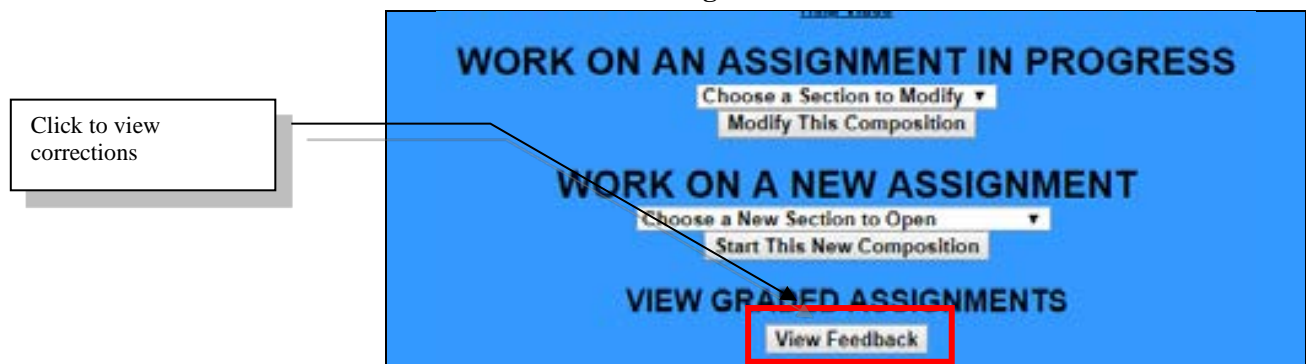 WORK ON AN ASSIGNMENT IN PROGRESS
Choose a Section to Modify ▼
Modify This Composition
Click to view
corrections
WORK ON A NEW ASSIGNMENT
Choose a New Section to Open ▼
Start This New Composition
VIEW GRADED ASSIGNMENTS
View Feedback